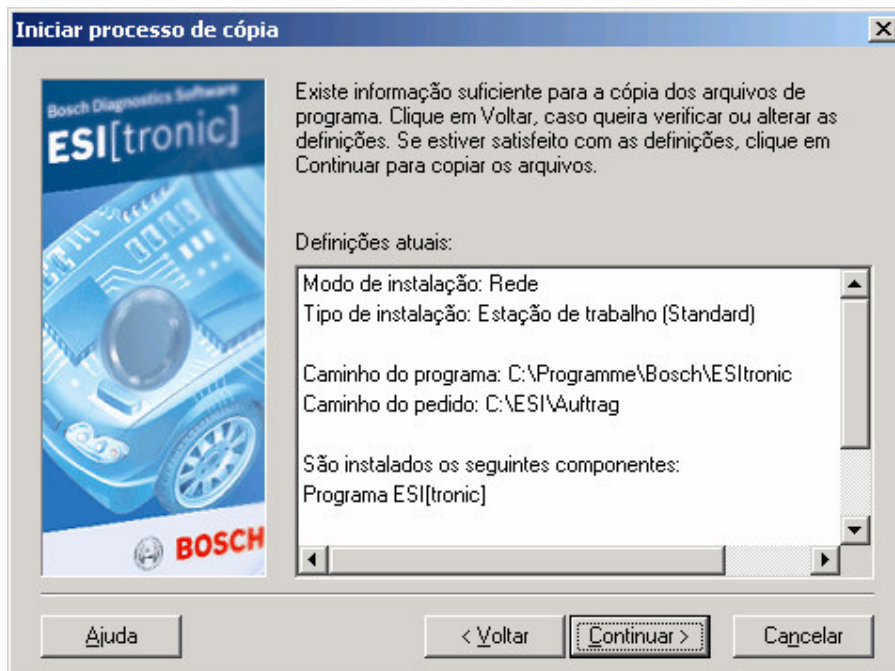 Iniciar processo de cópia
Bosch Diagnostics Software
ESI[tronic]
BOSCH
Existe informação suficiente para a cópia dos arquivos de
programa. Clique em Voltar, caso queira verificar ou alterar as
definições. Se estiver satisfeito com as definições, clique em
Continuar para copiar os arquivos.
Definições atuais:
Modo de instalação: Rede
Tipo de instalação: Estação de trabalho (Standard)
Caminho do programa: C:\Programme\Bosch\ESItronic
Caminho do pedido: C:\ESI\Auftrag
São instalados os seguintes componentes:
Programa ESI[tronic]
Ajuda
< Voltar
Continuar >
Cancelar